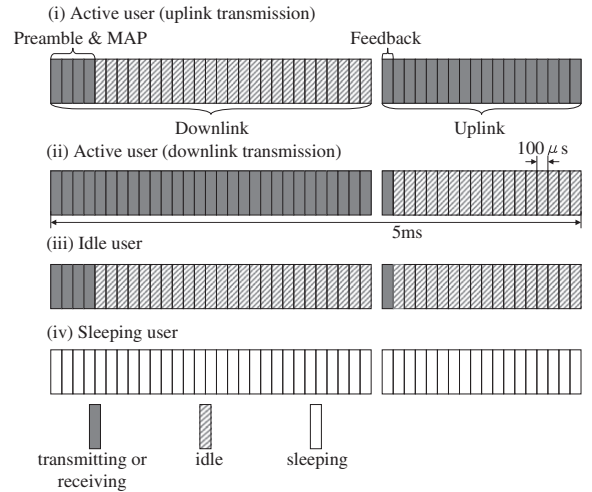 (i) Active user (uplink transmission)
Preamble & MAP
Feedback
Downlink
Uplink
(ii) Active user (downlink transmission)
100 μ s
5ms
(iii) Idle user
(iv) Sleeping user
transmitting or
receiving
idle
sleeping